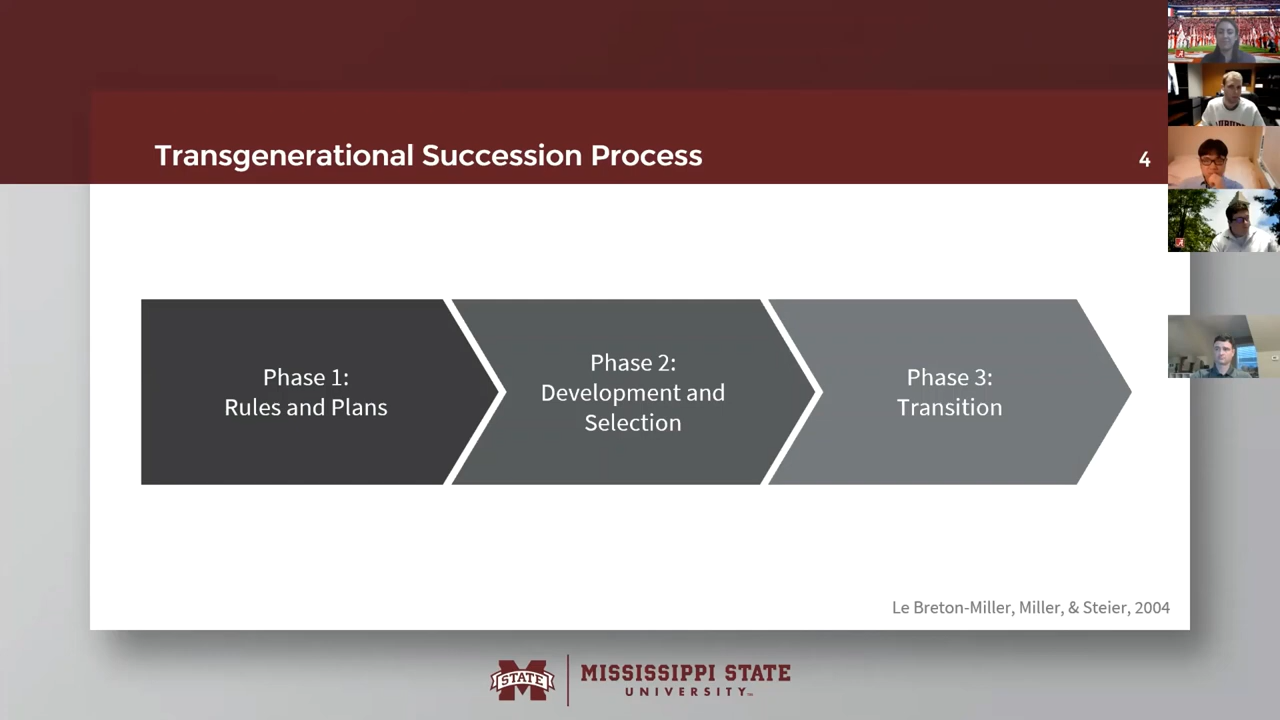 Transgenerational Succession Process
4
Phase 1:
Rules and Plans
Phase 2:
Development and
Selection
Phase 3:
Transition
Le Breton-Miller, Miller, & Steier, 2004
STATE
MISSISSIPPI STATE
UNIVERSITY™